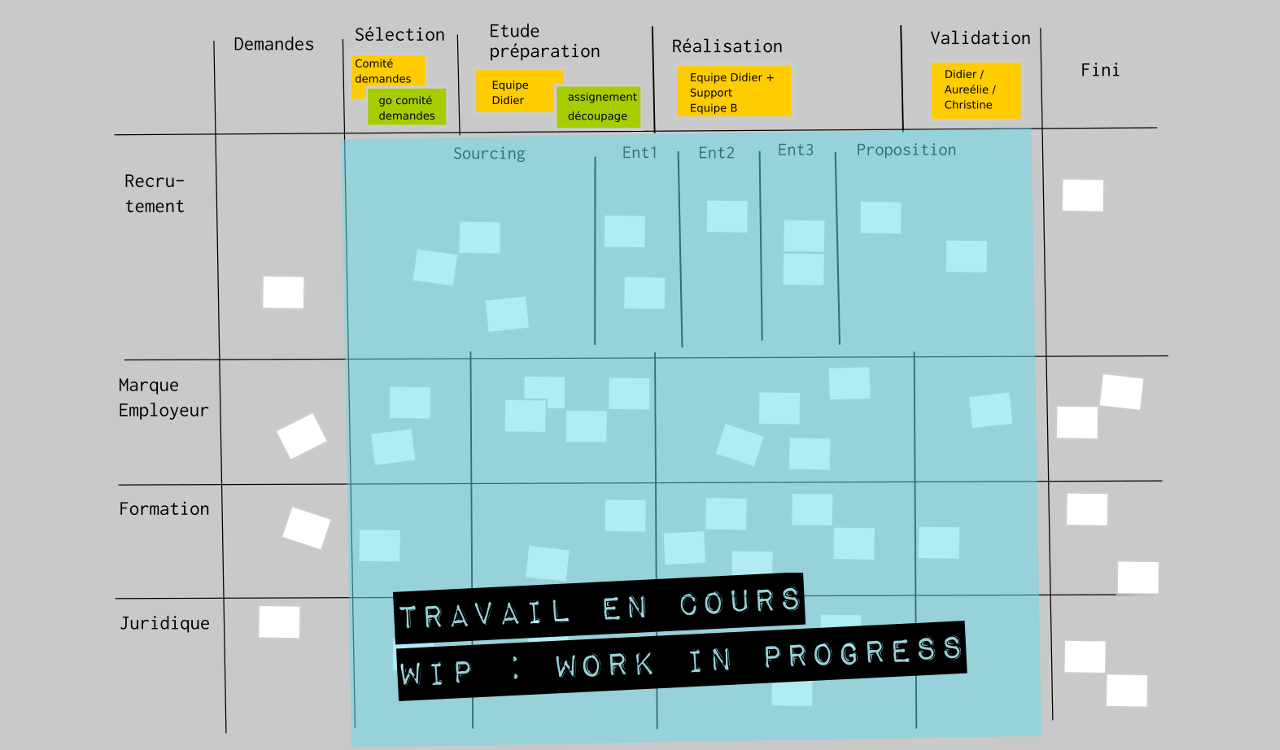 Demandes
Sélection
Etude
préparation
Réalisation
Validation
Fini
Comité
demandes
go comité
demandes
Equipe
Didier
assignement
découpage
Equipe Didier +
Support
Equipe B
Didier /
Aureélie /
Christine
Sourcing
Ent1
Ent2
Ent3
Proposition
Recru-
tement
Marque
Employeur
Formation
Juridique
TRAVAIL EN COURS
WIP : WORK IN PROGRESS